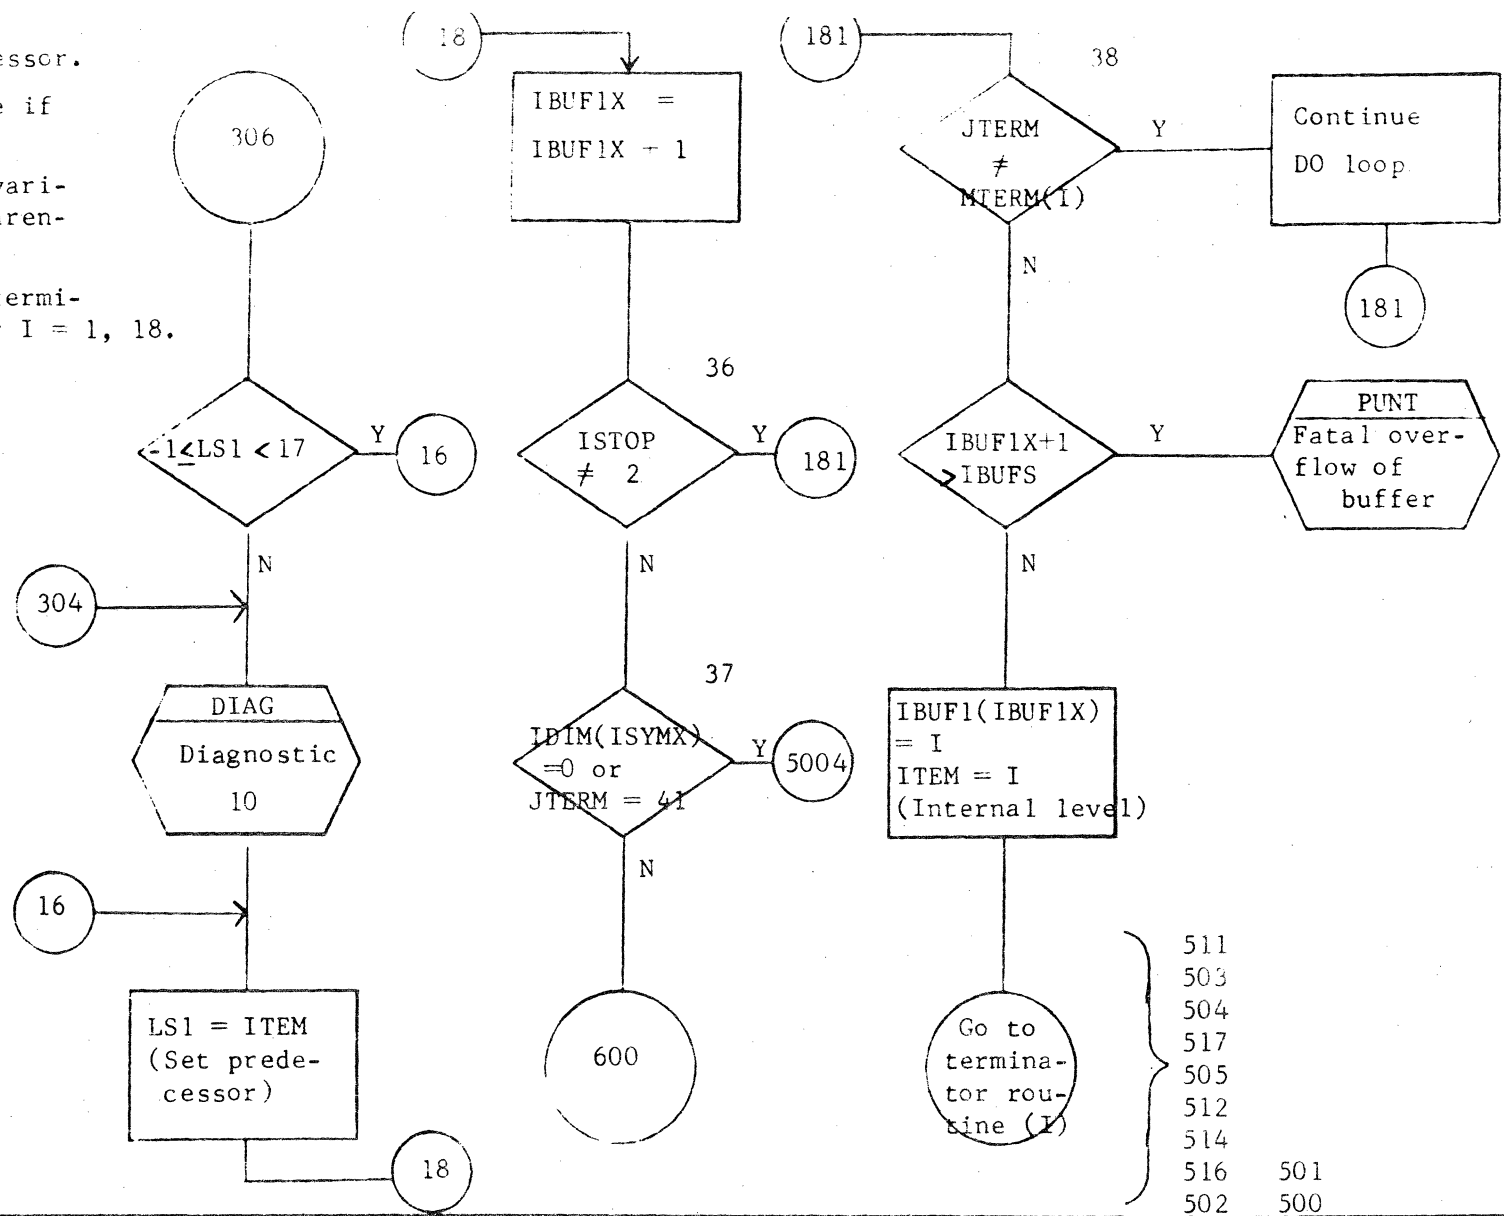 essor.
e if
vari-
aren-
termi-
I = 1, 18.
306
-1≤LS1 < 17
Y
16
N
304
DIAG
Diagnostic
10
16
LS1 = ITEM
(Set prede-
cessor)
18
18
IBUF1X =
IBUF1X + 1
36
ISTOP
≠ 2
Y
181
N
37
IDIM(ISYMX)
=0 or
JTERM = 41
Y
5004
N
600
181
38
JTERM
≠
MTERM(I)
Y
Continue
DO loop
181
N
IBUF1X+1
>IBUFS
Y
PUNT
Fatal over-
flow of
buffer
N
IBUF1(IBUF1X)
= I
ITEM = I
(Internal level)
Go to
termina-
tor rou-
tine (I)
511
503
504
517
505
512
514
516 501
502 500